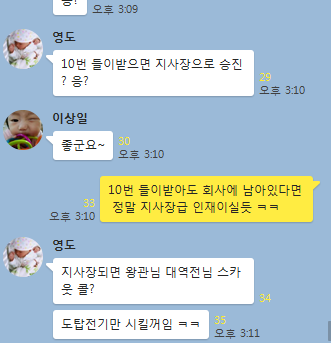 응?
오후 3:09
영도
10번 들이받으면 지사장으로 승진
? 응?
29
오후 3:10
이상일
좋군요~
30
오후 3:10
10번 들이받아도 회사에 남아있다면
정말 지사장급 인재이실듯 ㅋㅋ
33
오후 3:10
영도
지사장되면 왕관님 대역전님 스카
웃 콜?
34
도탑전기만 시킬꺼임 ㅋㅋ
35
오후 3:11